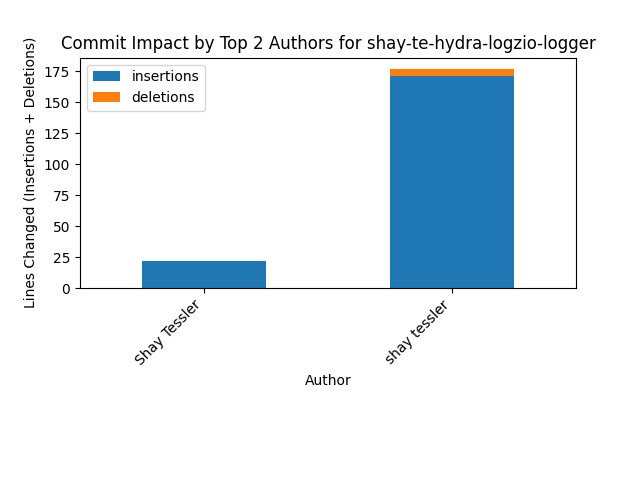 Commit Impact by Top 2 Authors for shay-te-hydra-logzio-logger
Lines Changed (Insertions + Deletions)
175
150
125
100
75
50
25
0
insertions
deletions
Shay Tessler
shay tessler
Author